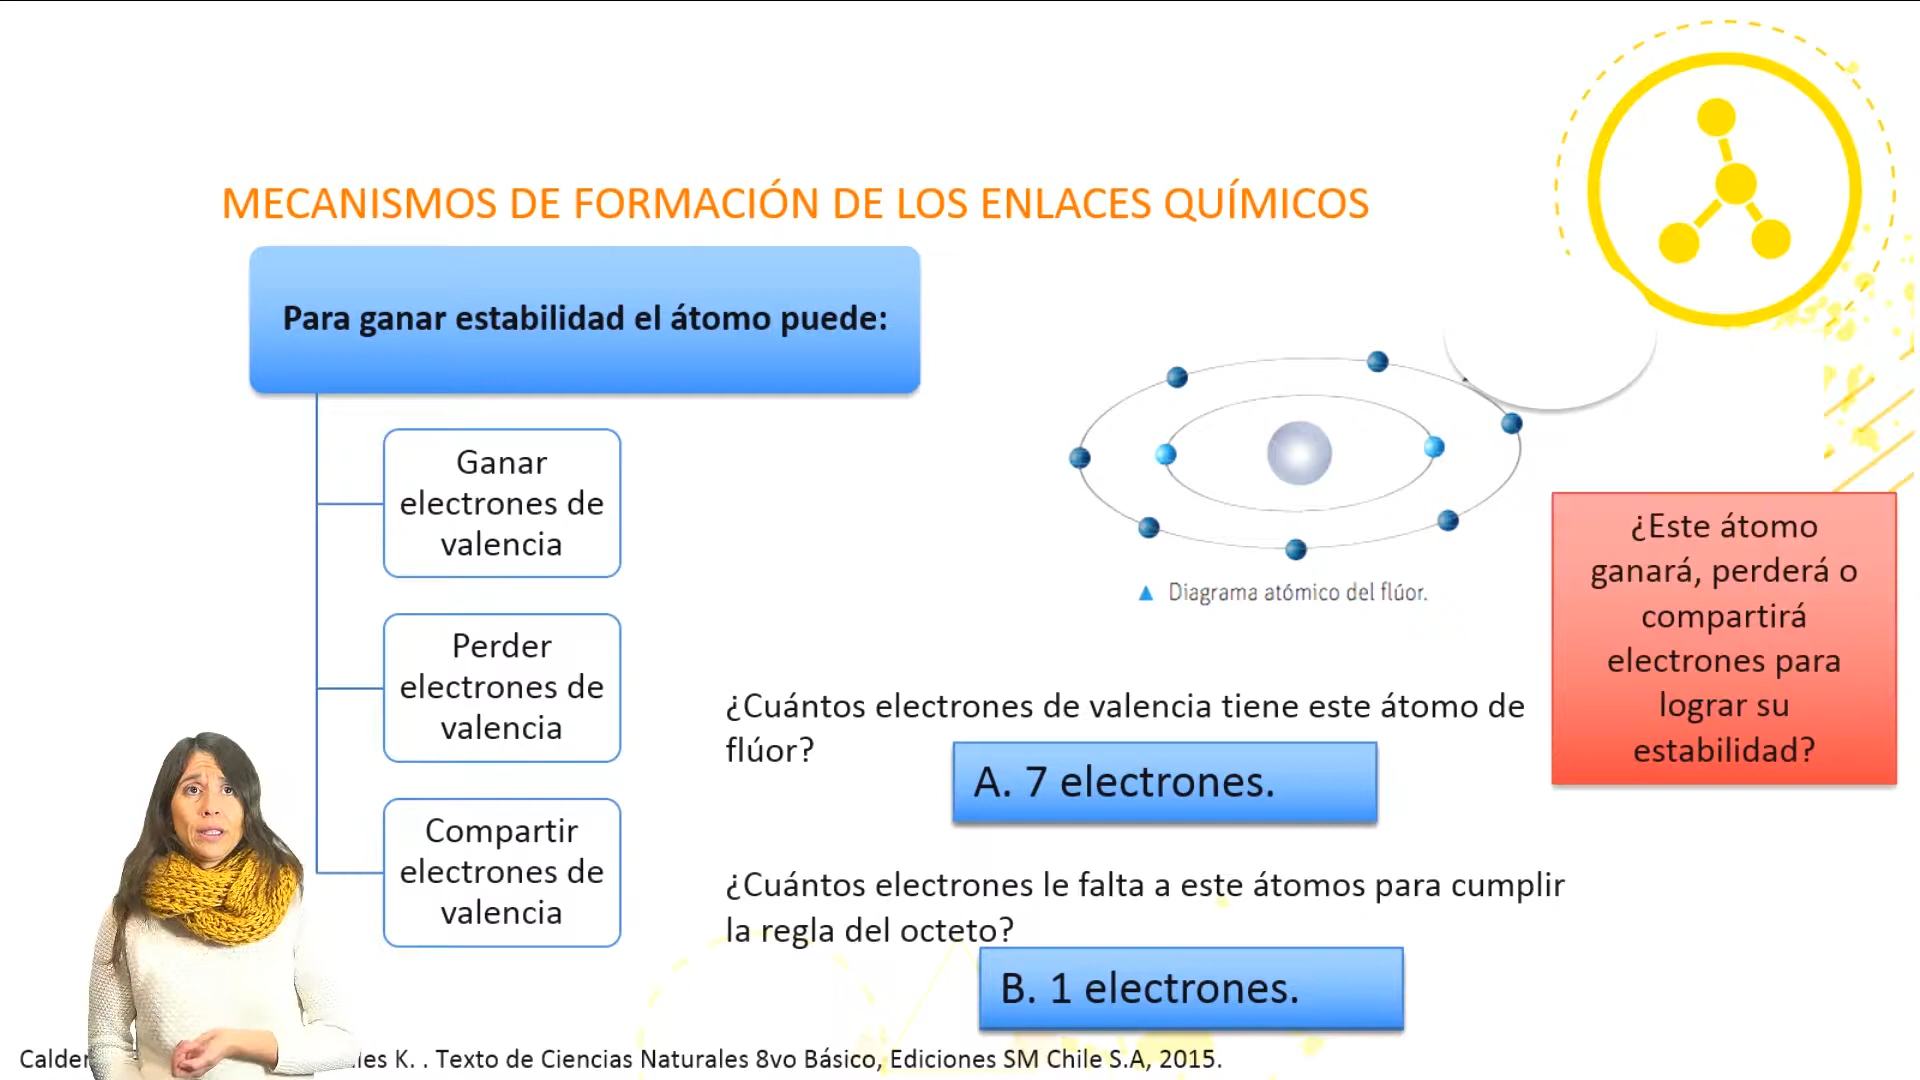 MECANISMOS DE FORMACIÓN DE LOS ENLACES QUÍMICOS
Para ganar estabilidad el átomo puede:
Ganar
electrones de
valencia
Perder
electrones de
valencia
Compartir
electrones de
valencia
▲ Diagrama atómico del flúor.
¿Este átomo
ganará, perderá o
compartirá
electrones para
lograr su
estabilidad?
¿Cuántos electrones de valencia tiene este átomo de
flúor?
A. 7 electrones.
¿Cuántos electrones le falta a este átomos para cumplir
la regla del octeto?
B. 1 electrones.
K. . Texto de Ciencias Naturales 8vo Básico, Ediciones SM Chile S.A, 2015.